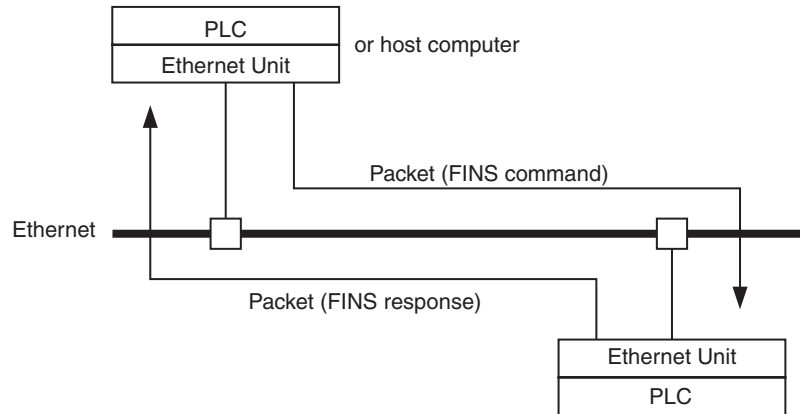 PLC
Ethernet Unit
or host computer
Packet (FINS command)
Ethernet
Packet (FINS response)
Ethernet Unit
PLC